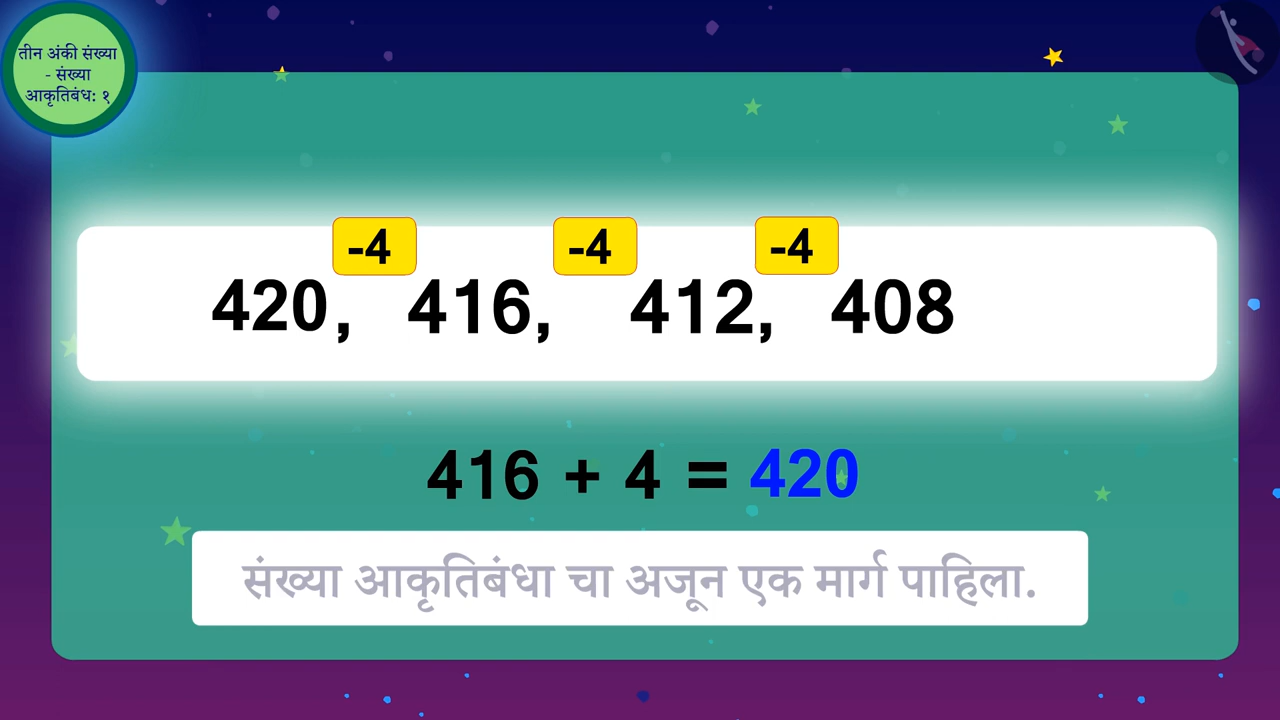 तीन अंकी संख्या
- संख्या
आकृतिबंध: १
-4 -4 -4
420, 416, 412, 408
416 + 4 = 420
संख्या आकृतिबंधा चा अजून एक मार्ग पाहिला.